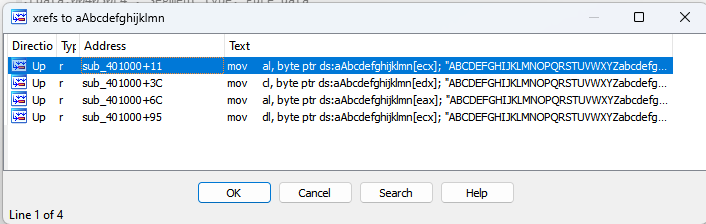 xrefs to aAbcdefghijklmn
Directio Typ Address Text
Up r sub_401000+11 mov al, byte ptr ds:aAbcdefghijklmn[ecx]; "ABCDEFGHIJKLMNOPQRSTUVWXYZabcdefg...
Up r sub_401000+3C mov cl, byte ptr ds:aAbcdefghijklmn[edx]; "ABCDEFGHIJKLMNOPQRSTUVWXYZabcdefg...
Up r sub_401000+6C mov al, byte ptr ds:aAbcdefghijklmn[eax]; "ABCDEFGHIJKLMNOPQRSTUVWXYZabcdefg...
Up r sub_401000+95 mov dl, byte ptr ds:aAbcdefghijklmn[ecx]; "ABCDEFGHIJKLMNOPQRSTUVWXYZabcdefg...
OK Cancel Search Help
Line 1 of 4